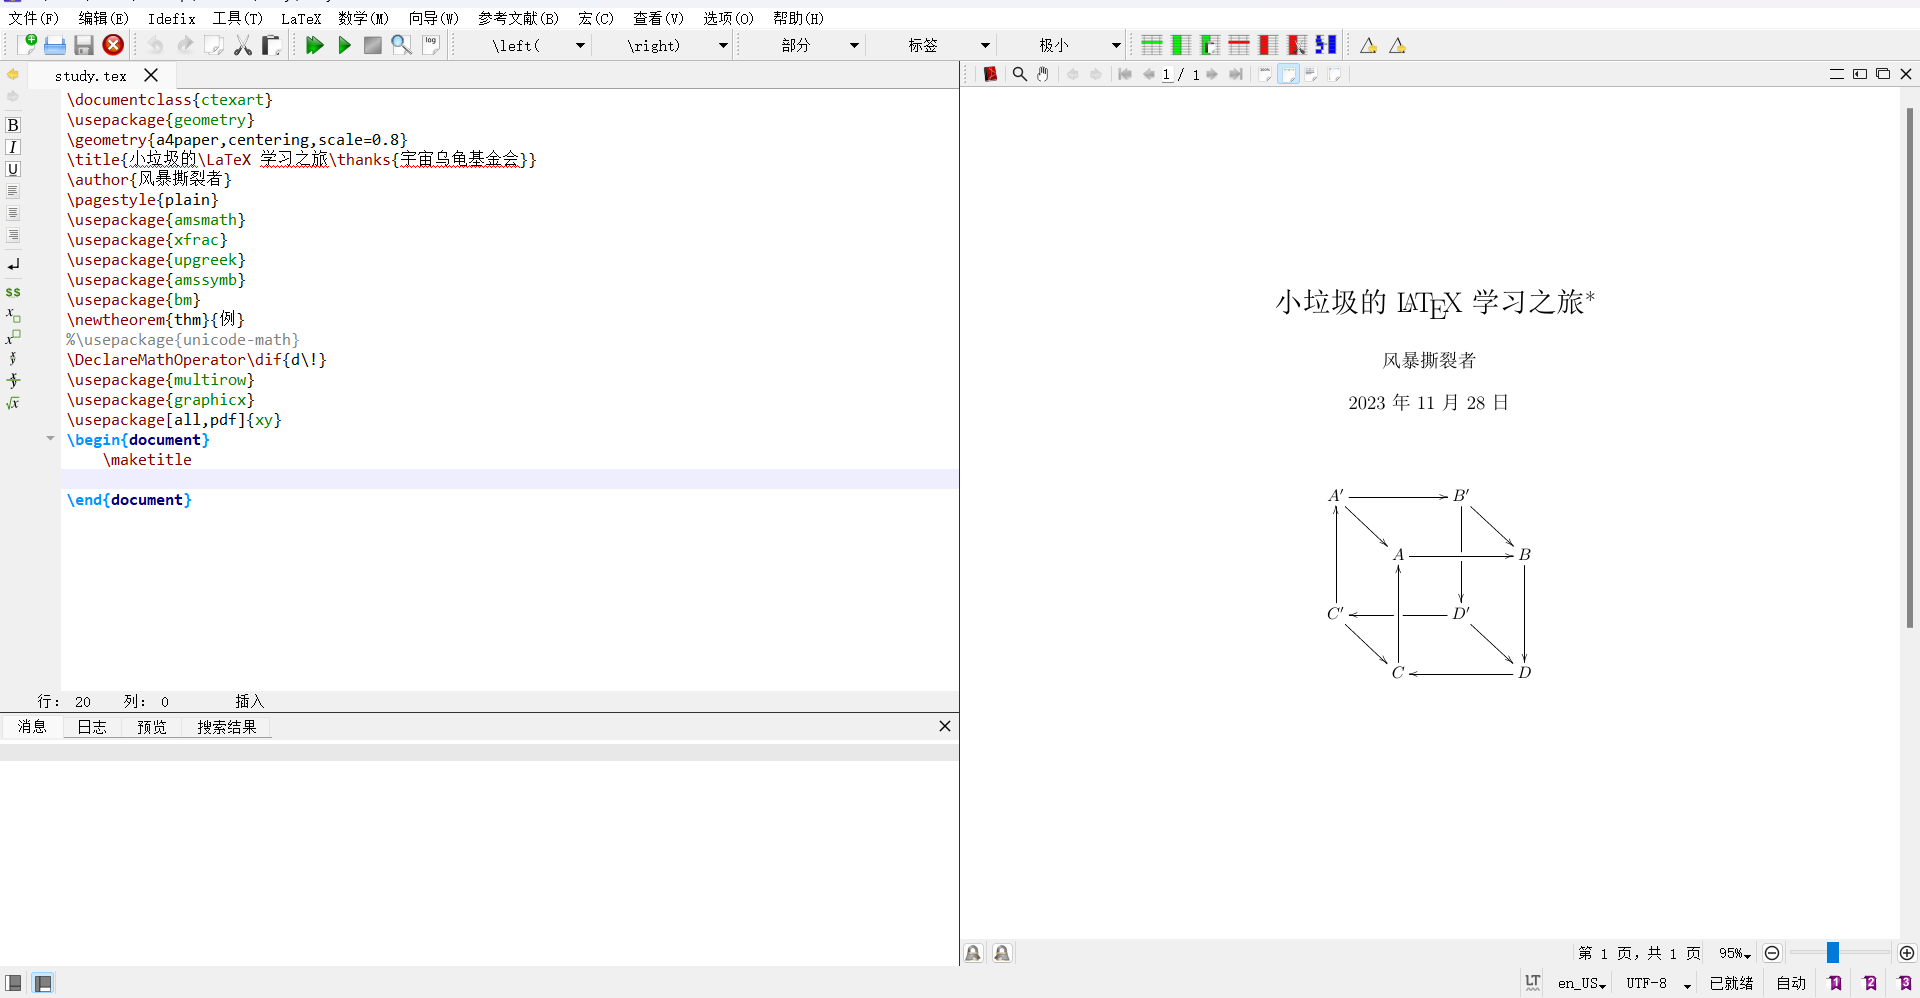 文件(F) 编辑(E) Idefix 工具(T) LaTeX 数学(M) 向导(W) 参考文献(B) 宏(C) 查看(V) 选项(O) 帮助(H)
log \left( \right) 部分 标签 极小
study.tex
1 / 1
\documentclass{ctexart}
\usepackage{geometry}
\geometry{a4paper,centering,scale=0.8}
\title{小垃圾的\LaTeX 学习之旅\thanks{宇宙乌龟基金会}}
\author{风暴撕裂者}
\pagestyle{plain}
\usepackage{amsmath}
\usepackage{xfrac}
\usepackage{upgreek}
\usepackage{amssymb}
\usepackage{bm}
\newtheorem{thm}{例}
%\usepackage{unicode-math}
\DeclareMathOperator\dif{d\!}
\usepackage{multirow}
\usepackage{graphicx}
\usepackage[all,pdf]{xy}
\begin{document}
\maketitle
\end{document}
行: 20 列: 0 插入
消息 日志 预览 搜索结果
小垃圾的 LATEX 学习之旅*
风暴撕裂者
2023 年 11 月 28 日
A′ B′
A B
C′ D′
C D
第 1 页，共 1 页 95%
LT en_US UTF-8 已就绪 自动 1 2 3